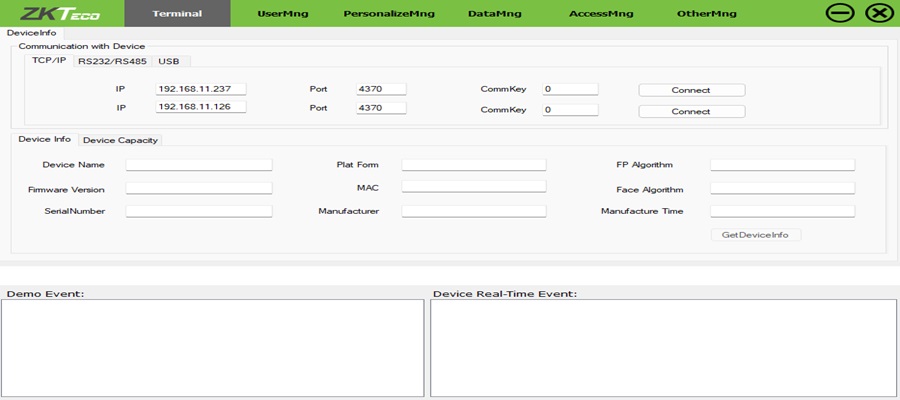 ZKTeco Terminal UserMng PersonalizeMng DataMng AccessMng OtherMng
DeviceInfo
Communication with Device
TCP/IP RS232/RS485 USB
IP 192.168.11.237 Port 4370 CommKey 0 Connect
IP 192.168.11.126 Port 4370 CommKey 0 Connect
Device Info Device Capacity
Device Name Plat Form FP Algorithm
Firmware Version MAC Face Algorithm
SerialNumber Manufacturer Manufacture Time
GetDeviceInfo
Demo Event: Device Real-Time Event: